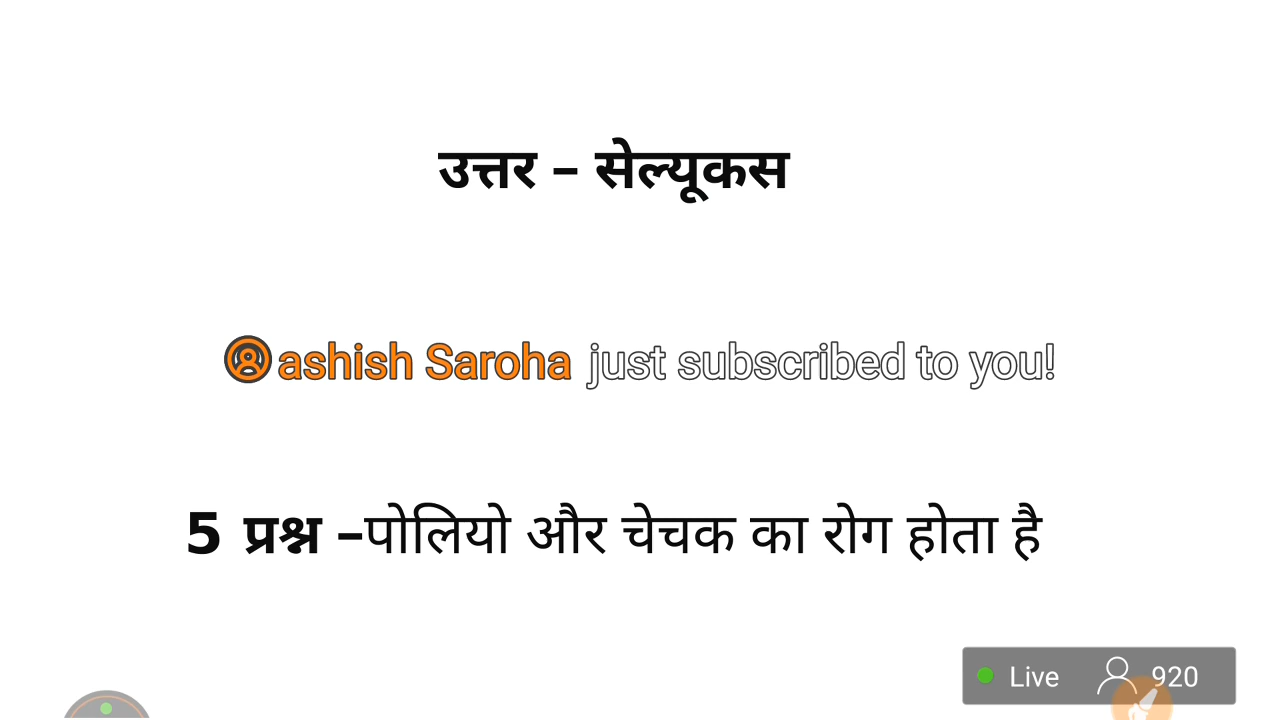 उत्तर – सेल्यूकस
ashish Saroha just subscribed to you!
5 प्रश्न –पोलियो और चेचक का रोग होता है
Live 920